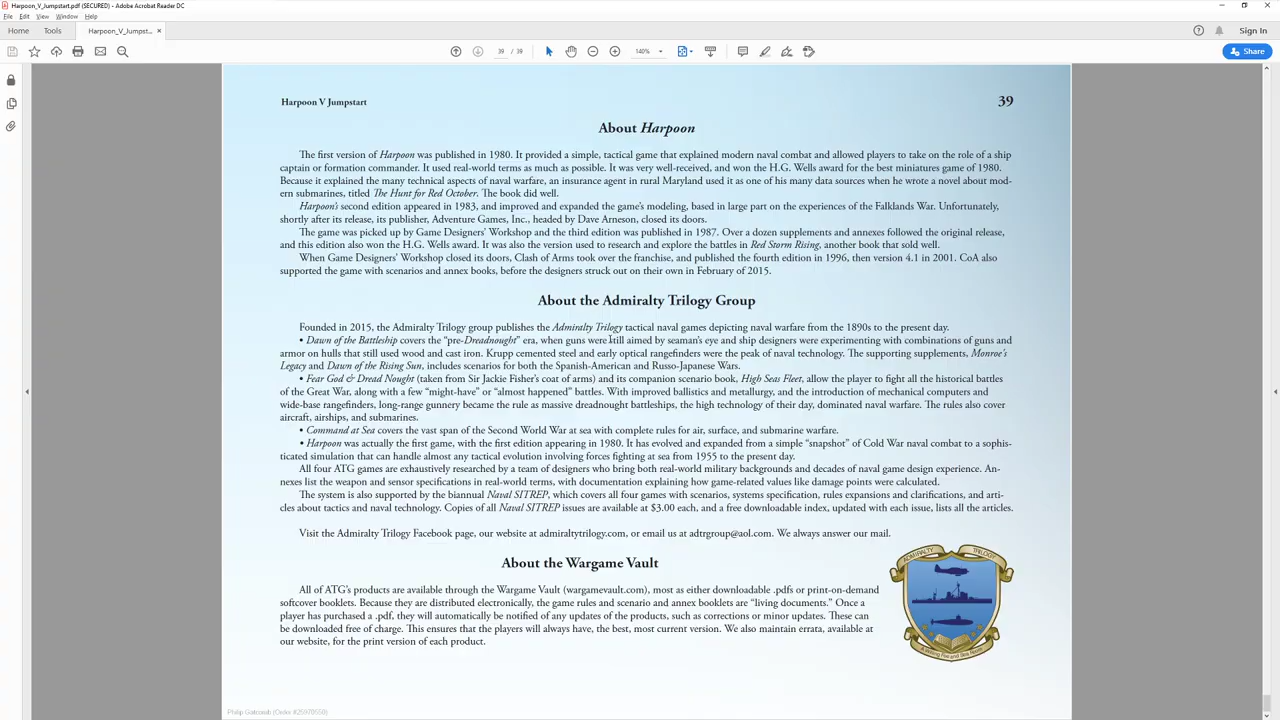 Harpoon_V_Jumpstart.pdf (SECURED) - Adobe Acrobat Reader DC
File Edit View Window Help
Home Tools Harpoon_V_Jumpst... × Sign In
39 / 39 140% Share
Harpoon V Jumpstart 39
About Harpoon
The first version of Harpoon was published in 1980. It provided a simple, tactical game that explained modern naval combat and allowed players to take on the role of a ship
captain or formation commander. It used real-world terms as much as possible. It was very well-received, and won the H.G. Wells award for the best miniatures game of 1980.
Because it explained the many technical aspects of naval warfare, an insurance agent in rural Maryland used it as one of his many data sources when he wrote a novel about mod-
ern submarines, titled The Hunt for Red October. The book did well.
Harpoon's second edition appeared in 1983, and improved and expanded the game's modeling, based in large part on the experiences of the Falklands War. Unfortunately,
shortly after its release, its publisher, Adventure Games, Inc., headed by Dave Arneson, closed its doors.
The game was picked up by Game Designers' Workshop and the third edition was published in 1987. Over a dozen supplements and annexes followed the original release,
and this edition also won the H.G. Wells award. It was also the version used to research and explore the battles in Red Storm Rising, another book that sold well.
When Game Designers' Workshop closed its doors, Clash of Arms took over the franchise, and published the fourth edition in 1996, then version 4.1 in 2001. CoA also
supported the game with scenarios and annex books, before the designers struck out on their own in February of 2015.
About the Admiralty Trilogy Group
Founded in 2015, the Admiralty Trilogy group publishes the Admiralty Trilogy tactical naval games depicting naval warfare from the 1890s to the present day.
• Dawn of the Battleship covers the "pre-Dreadnought" era, when guns were still aimed by seaman's eye and ship designers were experimenting with combinations of guns and
armor on hulls that still used wood and cast iron. Krupp cemented steel and early optical rangefinders were the peak of naval technology. The supporting supplements, Monroe's
Legacy and Dawn of the Rising Sun, includes scenarios for both the Spanish-American and Russo-Japanese Wars.
• Fear God & Dread Nought (taken from Sir Jackie Fisher's coat of arms) and its companion scenario book, High Seas Fleet, allow the player to fight all the historical battles
of the Great War, along with a few "might-have" or "almost happened" battles. With improved ballistics and metallurgy, and the introduction of mechanical computers and
wide-base rangefinders, long-range gunnery became the rule as massive dreadnought battleships, the high technology of their day, dominated naval warfare. The rules also cover
aircraft, airships, and submarines.
• Command at Sea covers the vast span of the Second World War at sea with complete rules for air, surface, and submarine warfare.
• Harpoon was actually the first game, with the first edition appearing in 1980. It has evolved and expanded from a simple "snapshot" of Cold War naval combat to a sophis-
ticated simulation that can handle almost any tactical evolution involving forces fighting at sea from 1955 to the present day.
All four ATG games are exhaustively researched by a team of designers who bring both real-world military backgrounds and decades of naval game design experience. An-
nexes list the weapon and sensor specifications in real-world terms, with documentation explaining how game-related values like damage points were calculated.
The system is also supported by the biannual Naval SITREP, which covers all four games with scenarios, systems specification, rules expansions and clarifications, and arti-
cles about tactics and naval technology. Copies of all Naval SITREP issues are available at $3.00 each, and a free downloadable index, updated with each issue, lists all the articles.
Visit the Admiralty Trilogy Facebook page, our website at admiraltytrilogy.com, or email us at adtrgroup@aol.com. We always answer our mail.
About the Wargame Vault
All of ATG's products are available through the Wargame Vault (wargamevault.com), most as either downloadable .pdfs or print-on-demand
softcover booklets. Because they are distributed electronically, the game rules and scenario and annex booklets are "living documents." Once a
player has purchased a .pdf, they will automatically be notified of any updates of the products, such as corrections or minor updates. These can
be downloaded free of charge. This ensures that the players will always have, the best, most current version. We also maintain errata, available at
our website, for the print version of each product.
ADMIRALTY TRILOGY